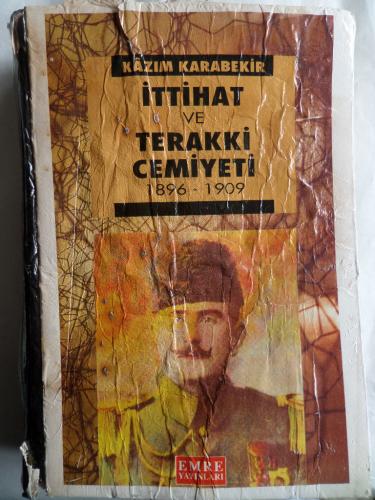 KÂZIM KARABEKİR
İTTİHAT
VE
TERAKKİ
CEMİYETİ
1896 - 1909
EMRE
YAYINLARI